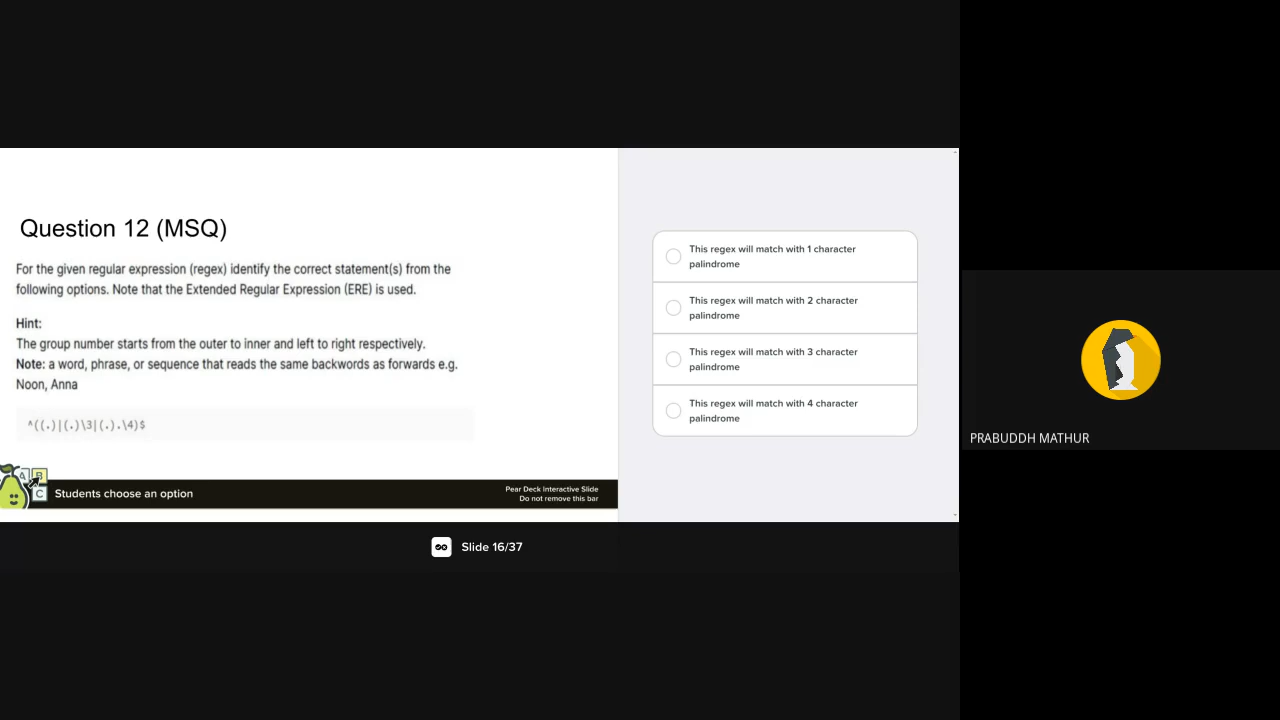 Question 12 (MSQ)
For the given regular expression (regex) identify the correct statement(s) from the
following options. Note that the Extended Regular Expression (ERE) is used.
Hint:
The group number starts from the outer to inner and left to right respectively.
Note: a word, phrase, or sequence that reads the same backwords as forwards e.g.
Noon, Anna
^((.)|(.)\3|(.).\4)$
A B
C
Students choose an option
Pear Deck Interactive Slide
Do not remove this bar
This regex will match with 1 character
palindrome
This regex will match with 2 character
palindrome
This regex will match with 3 character
palindrome
This regex will match with 4 character
palindrome
Slide 16/37
PRABUDDH MATHUR